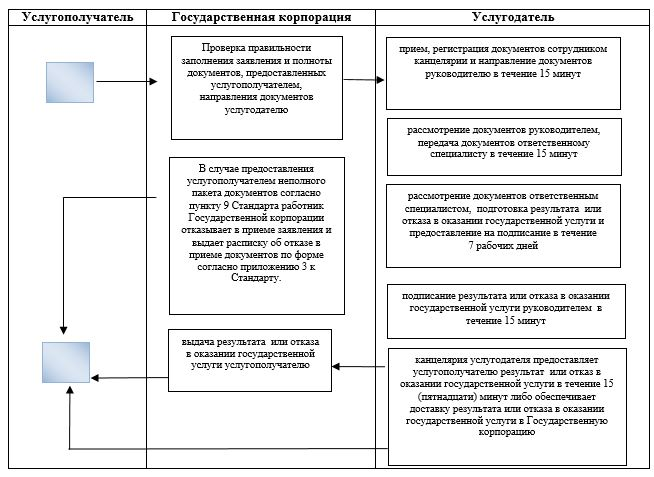 Услугополучатель
Государственная корпорация
Услугодатель
Проверка правильности
заполнения заявления и полноты
документов, предоставленных
услугополучателем,
направления документов
услугодателю
прием, регистрация документов сотрудником
канцелярии и направление документов
руководителю в течение 15 минут
рассмотрение документов руководителем,
передача документов ответственному
специалисту в течение 15 минут
В случае предоставления
услугополучателем неполного
пакета документов согласно
пункту 9 Стандарта работник
Государственной корпорации
отказывает в приеме заявления и
выдает расписку об отказе в
приеме документы по форме
согласно приложению 3 к
Стандарту.
рассмотрение документов ответственным
специалистом, подготовка результата или
отказа в оказании государственной услуги и
предоставление на подписание в течение
7 рабочих дней
подписание результата или отказа в оказании
государственной услуги руководителем в
течение 15 минут
выдача результата или отказа
в оказании государственной
услуги услугополучателю
канцелярия услугодателя предоставляет
услугополучателю результат или отказ в
оказании государственной услуги в течение 15
(пятнадцати) минут либо обеспечивает
доставку результата или отказа в оказании
государственной услуги в Государственную
корпорацию